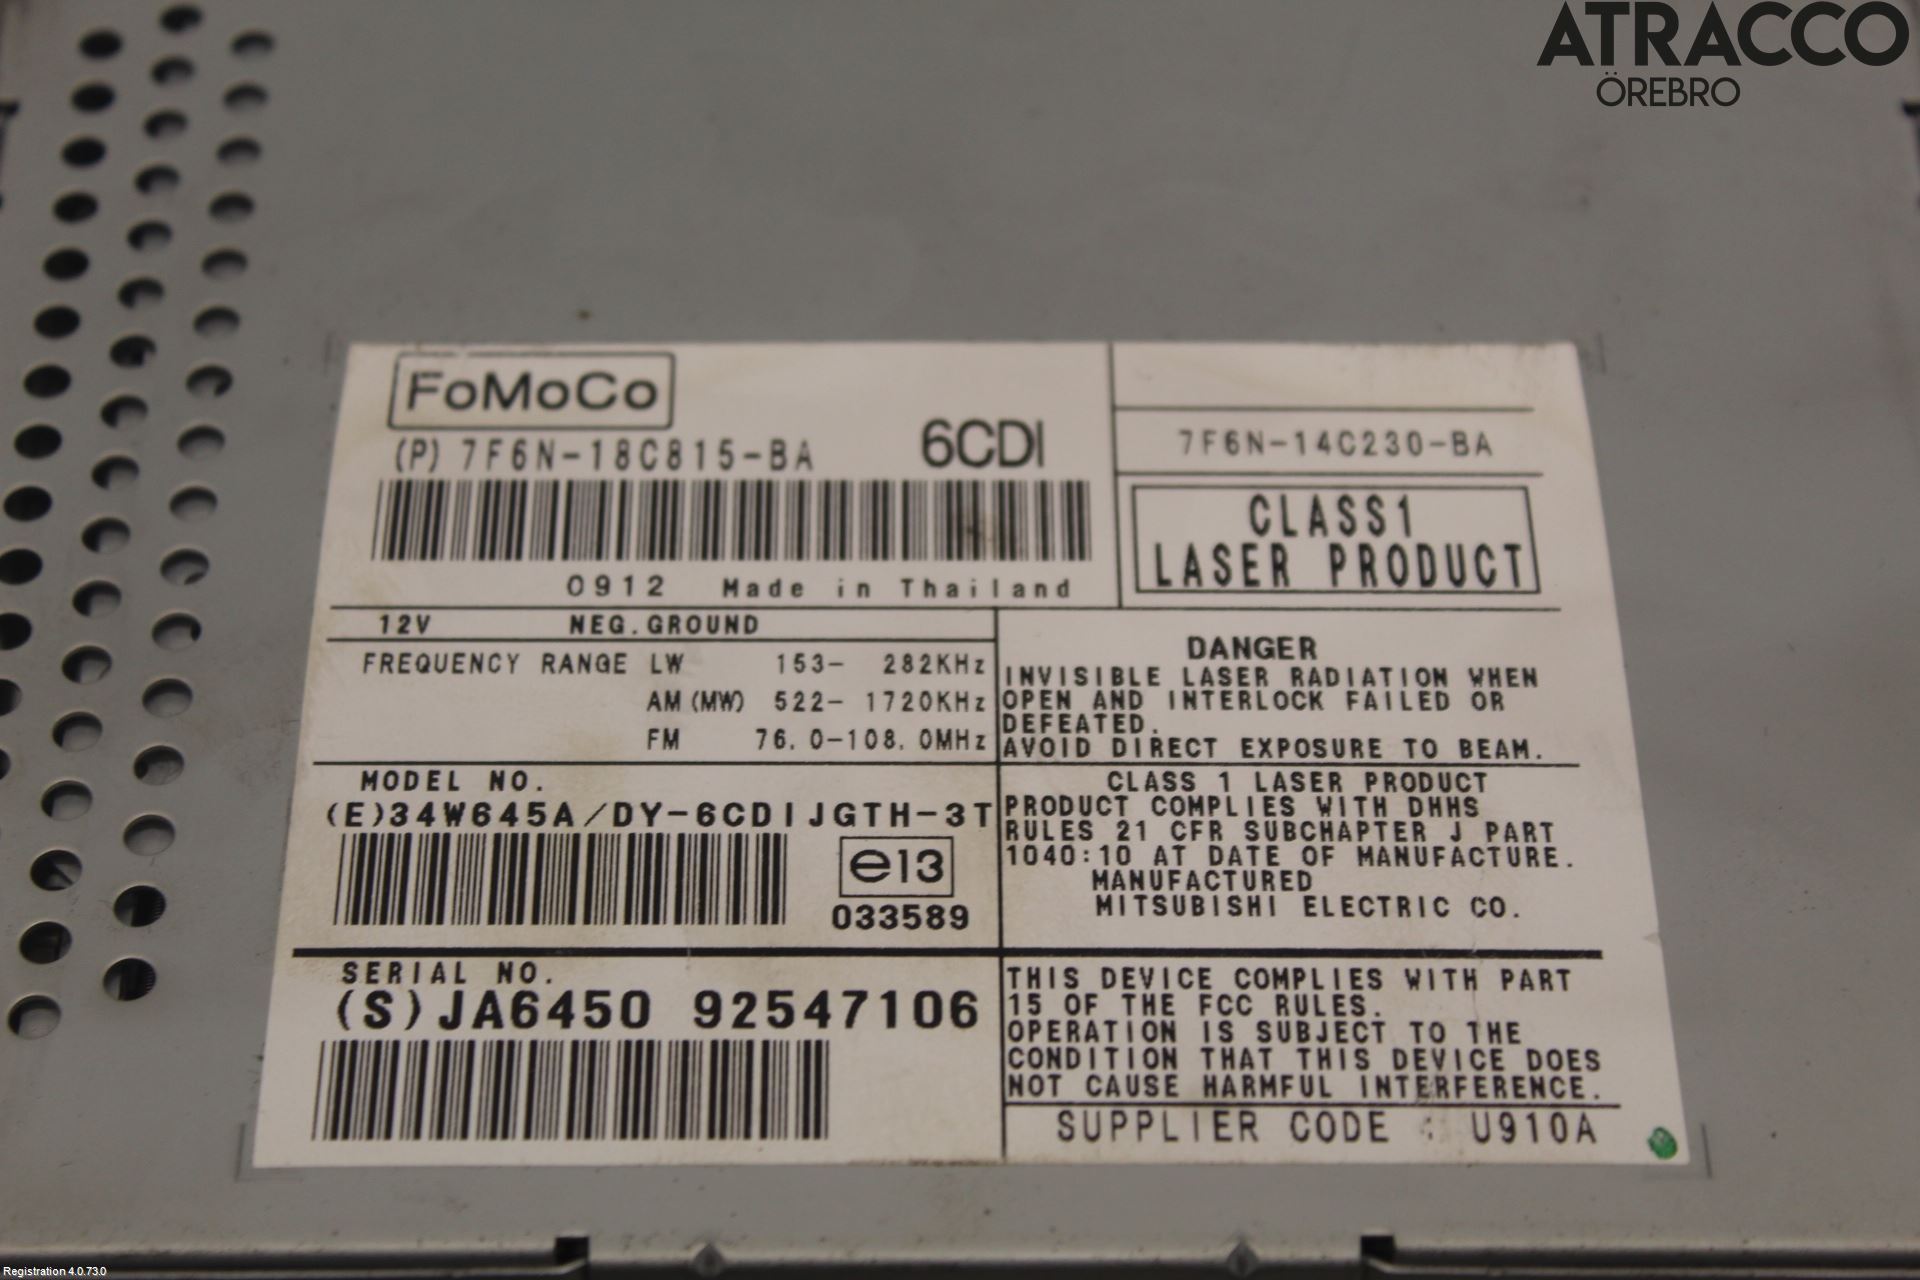 ATRACCO
ÖREBRO
FoMoCo
(P) 7F6N-18C815-BA 6CDI
0912 Made in Thailand
7F6N-14C230-BA
CLASS1
LASER PRODUCT
12V NEG.GROUND
FREQUENCY RANGE LW 153- 282KHz
AM (MW) 522- 1720KHz
FM 76.0-108.0MHz
DANGER
INVISIBLE LASER RADIATION WHEN
OPEN AND INTERLOCK FAILED OR
DEFEATED.
AVOID DIRECT EXPOSURE TO BEAM.
MODEL NO.
(E)34W645A/DY-6CDIJGTH-3T
e13
033589
CLASS 1 LASER PRODUCT
PRODUCT COMPLIES WITH DHHS
RULES 21 CFR SUBCHAPTER J PART
1040:10 AT DATE OF MANUFACTURE.
MANUFACTURED
MITSUBISHI ELECTRIC CO.
SERIAL NO.
(S)JA6450 92547106
THIS DEVICE COMPLIES WITH PART
15 OF THE FCC RULES.
OPERATION IS SUBJECT TO THE
CONDITION THAT THIS DEVICE DOES
NOT CAUSE HARMFUL INTERFERENCE.
SUPPLIER CODE : U910A
Registration 4.0.73.0